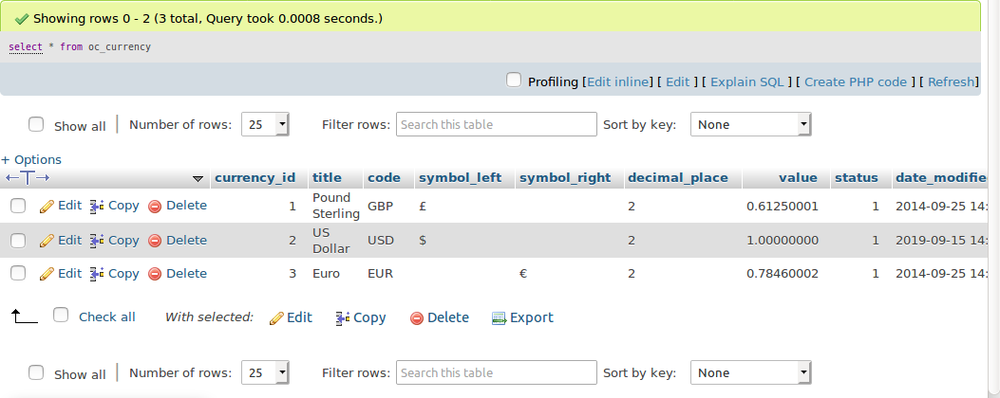 Showing rows 0 - 2 (3 total, Query took 0.0008 seconds.)
select * from oc_currency
Profiling [Edit inline] [ Edit ] [ Explain SQL ] [ Create PHP code ] [ Refresh]
Show all | Number of rows: 25 Filter rows: Search this table Sort by key: None
+ Options
currency_id title code symbol_left symbol_right decimal_place value status date_modifie
Edit Copy Delete 1 Pound Sterling GBP £ 2 0.61250001 1 2014-09-25 14:
Edit Copy Delete 2 US Dollar USD $ 2 1.00000000 1 2019-09-15 14:
Edit Copy Delete 3 Euro EUR € 2 0.78460002 1 2014-09-25 14:
Check all With selected: Edit Copy Delete Export
Show all | Number of rows: 25 Filter rows: Search this table Sort by key: None